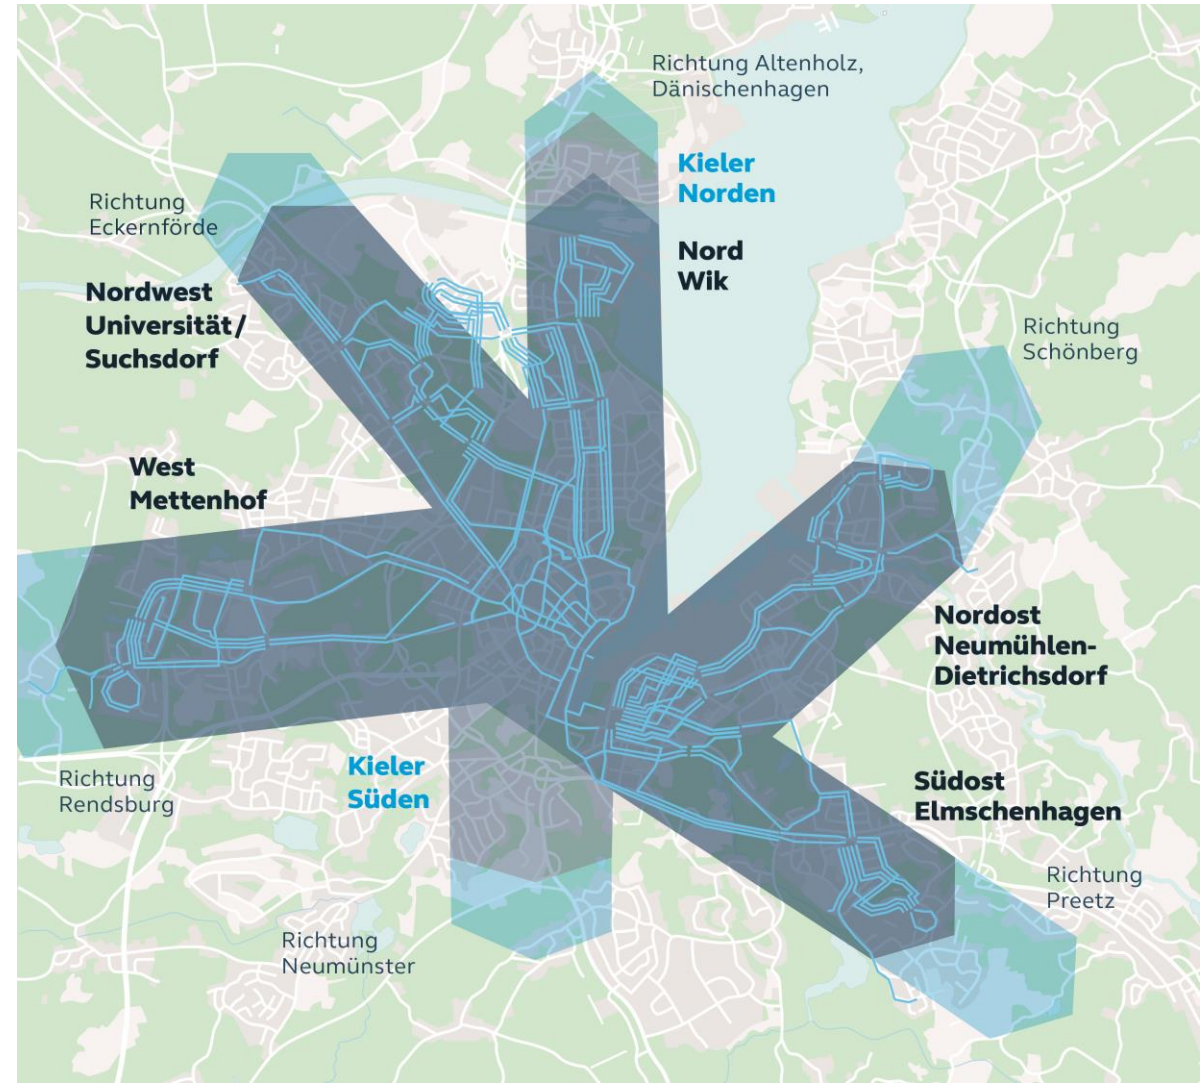 Richtung Altenholz,
Dänischenhagen
Kieler
Norden
Richtung
Eckernförde
Nord
Wik
Nordwest
Universität/
Suchsdorf
Richtung
Schönberg
West
Mettenhof
Nordost
Neumühlen-
Dietrichsdorf
Kieler
Süden
Richtung
Rendsburg
Südost
Elmschenhagen
Richtung
Preetz
Richtung
Neumünster